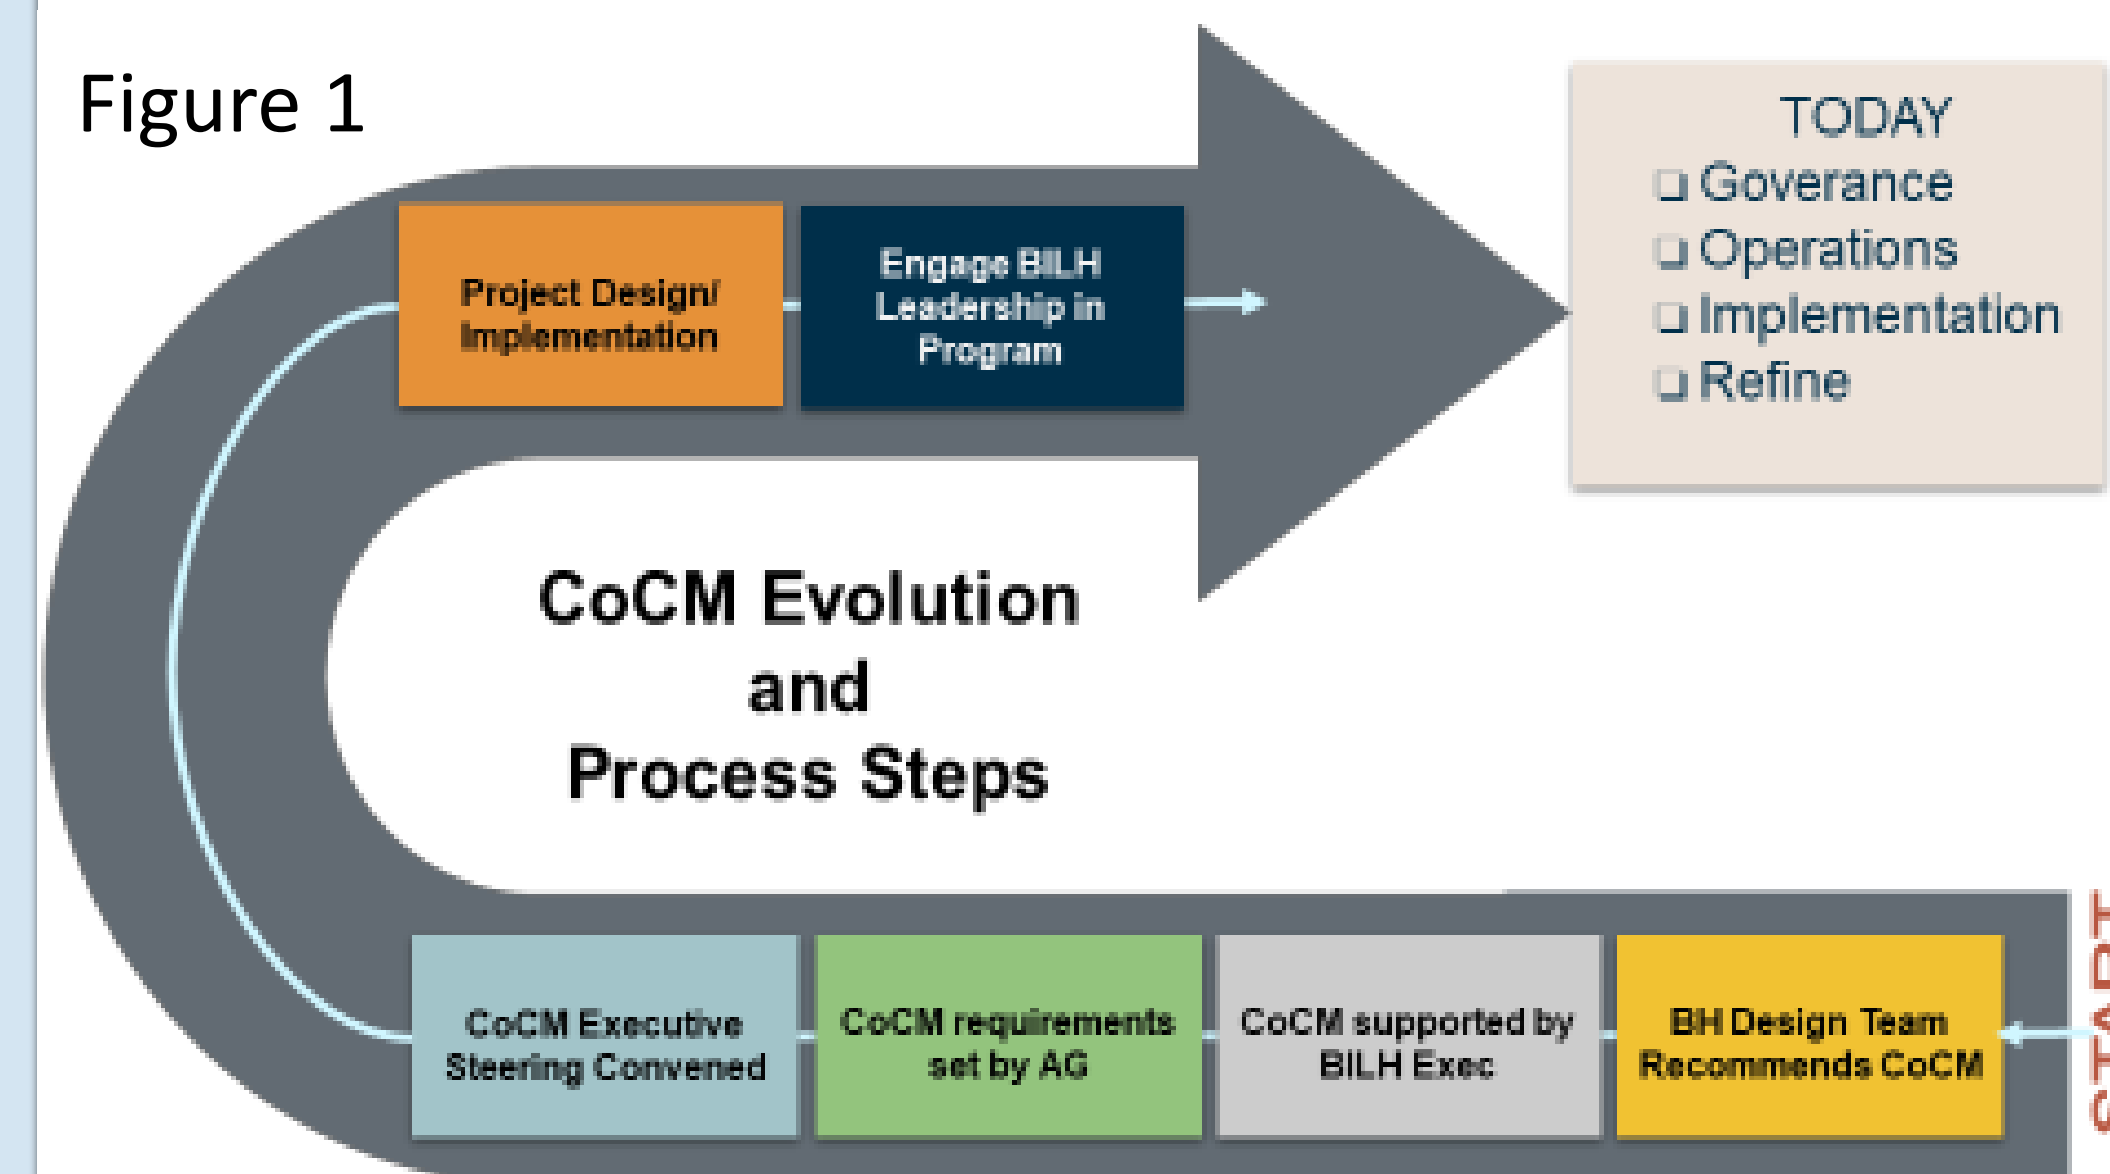 Figure 1
TODAY
❑ Goverance
❑ Operations
❑ Implementation
❑ Refine
Project Design/
Implementation
Engage BILH
Leadership in
Program
CoCM Evolution
and
Process Steps
CoCM Executive
Steering Convened
CoCM requirements
set by AG
CoCM supported by
BILH Exec
BH Design Team
Recommends CoCM
START